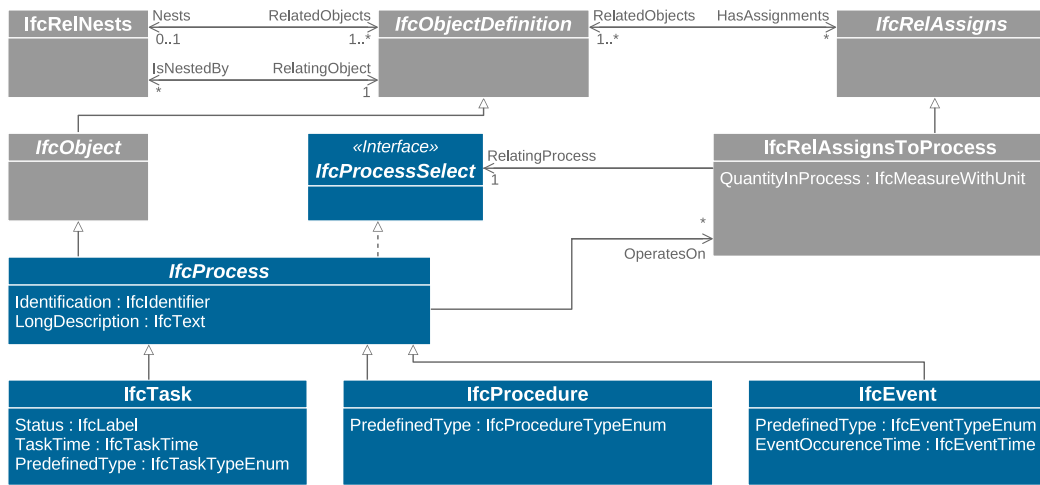 IfcRelNests
Nests
RelatedObjects
0..1
1..*
IsNestedBy
RelatingObject
*
1
IfcObjectDefinition
RelatedObjects
HasAssignments
1..*
*
IfcRelAssigns
IfcObject
«Interface»
IfcProcessSelect
RelatingProcess
1
IfcRelAssignsToProcess
QuantityInProcess : IfcMeasureWithUnit
*
OperatesOn
IfcProcess
Identification : IfcIdentifier
LongDescription : IfcText
IfcTask
Status : IfcLabel
TaskTime : IfcTaskTime
PredefinedType : IfcTaskTypeEnum
IfcProcedure
PredefinedType : IfcProcedureTypeEnum
IfcEvent
PredefinedType : IfcEventTypeEnum
EventOccurenceTime : IfcEventTime